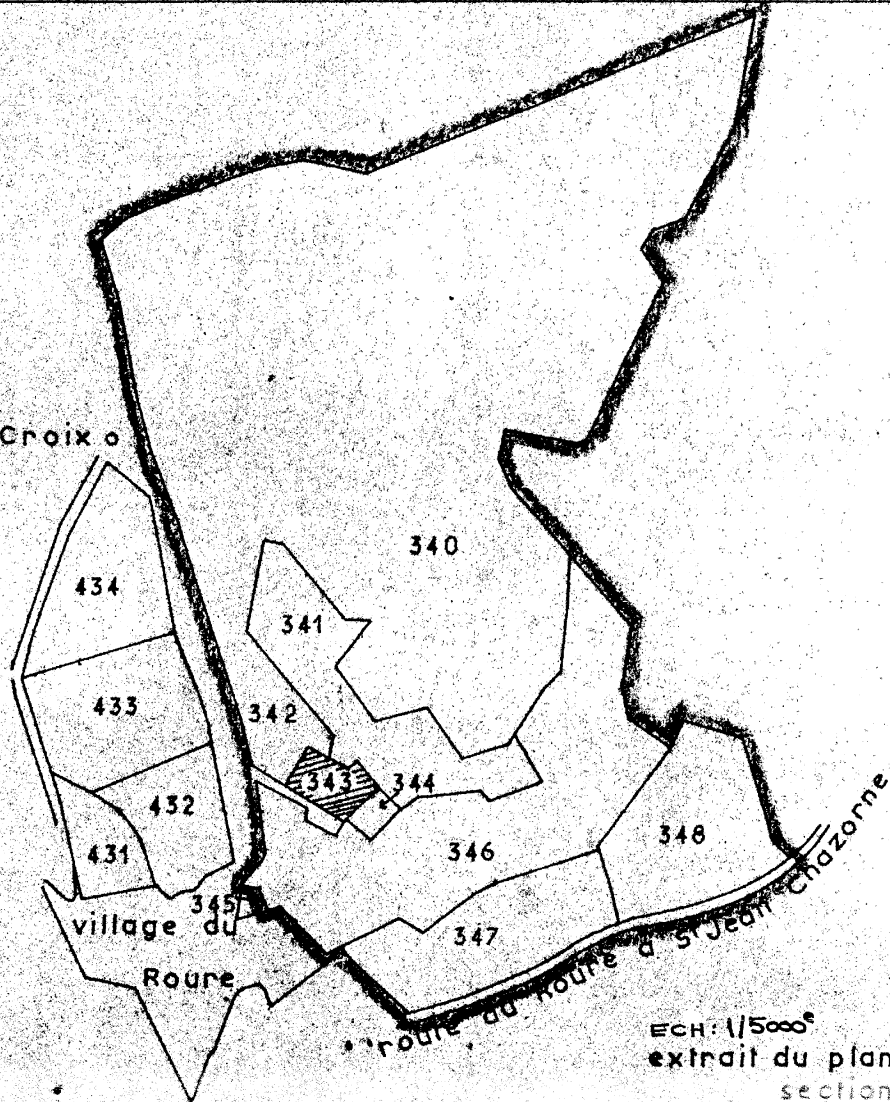 Croix
340
434
341
433
342
343
344
432
431
346
348
345
347
village du
Roure
route du Roure à St Jean Chazorne
ECH: 1/5000e
extrait du plan
section